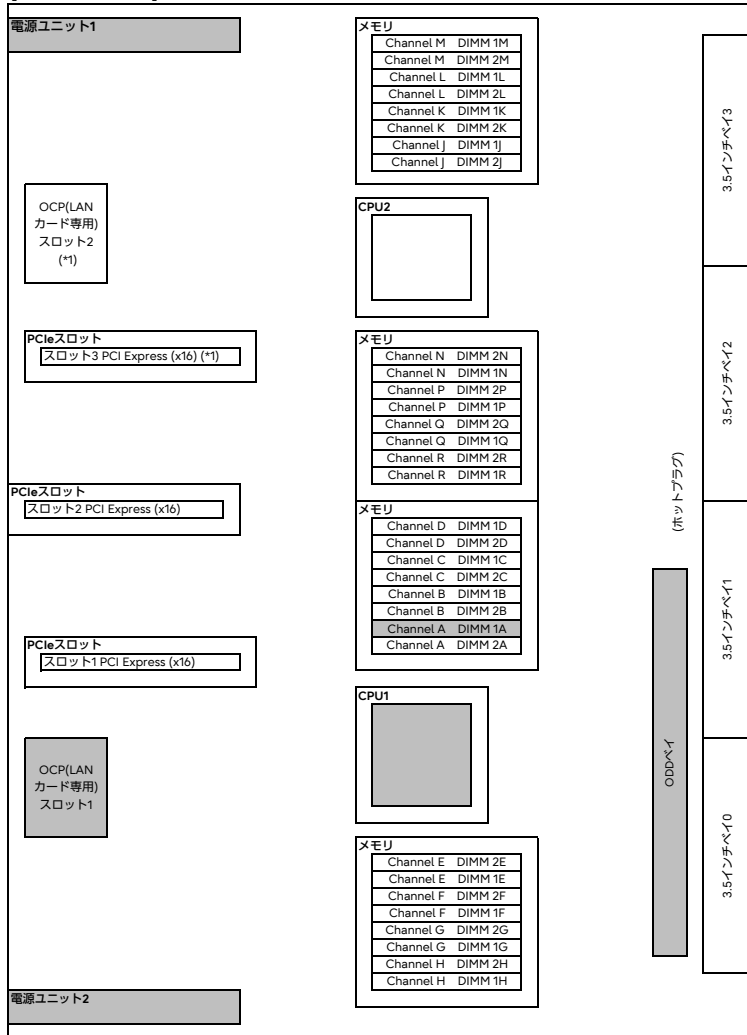 電源ユニット1
OCP(LAN
カード専用)
スロット2
(*1)
PCIeスロット
スロット3 PCI Express (x16) (*1)
PCIeスロット
スロット2 PCI Express (x16)
PCIeスロット
スロット1 PCI Express (x16)
OCP(LAN
カード専用)
スロット1
電源ユニット2
メモリ
Channel M DIMM 1M
Channel M DIMM 2M
Channel L DIMM 1L
Channel L DIMM 2L
Channel K DIMM 1K
Channel K DIMM 2K
Channel J DIMM 1J
Channel J DIMM 2J
CPU2
メモリ
Channel N DIMM 2N
Channel N DIMM 1N
Channel P DIMM 2P
Channel P DIMM 1P
Channel Q DIMM 2Q
Channel Q DIMM 1Q
Channel R DIMM 2R
Channel R DIMM 1R
メモリ
Channel D DIMM 1D
Channel D DIMM 2D
Channel C DIMM 1C
Channel C DIMM 2C
Channel B DIMM 1B
Channel B DIMM 2B
Channel A DIMM 1A
Channel A DIMM 2A
CPU1
メモリ
Channel E DIMM 2E
Channel E DIMM 1E
Channel F DIMM 2F
Channel F DIMM 1F
Channel G DIMM 2G
Channel G DIMM 1G
Channel H DIMM 2H
Channel H DIMM 1H
(ホットプラグ)
ODDベイ
3.5インチベイ3
3.5インチベイ2
3.5インチベイ1
3.5インチベイ0